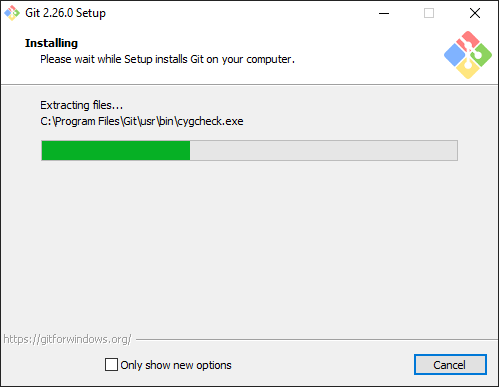 Git 2.26.0 Setup
Installing
Please wait while Setup installs Git on your computer.
Extracting files...
C:\Program Files\Git\usr\bin\cygcheck.exe
https://gitforwindows.org/
Only show new options
Cancel